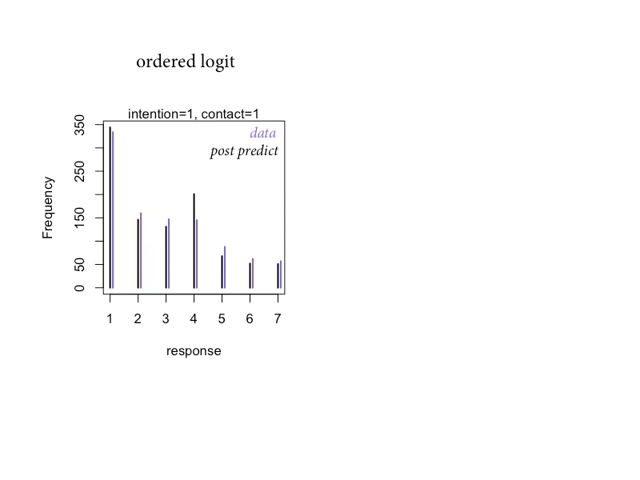 ordered logit
intention=1, contact=1
data
post predict
Frequency
350
250
150
50
0
1 2 3 4 5 6 7
response